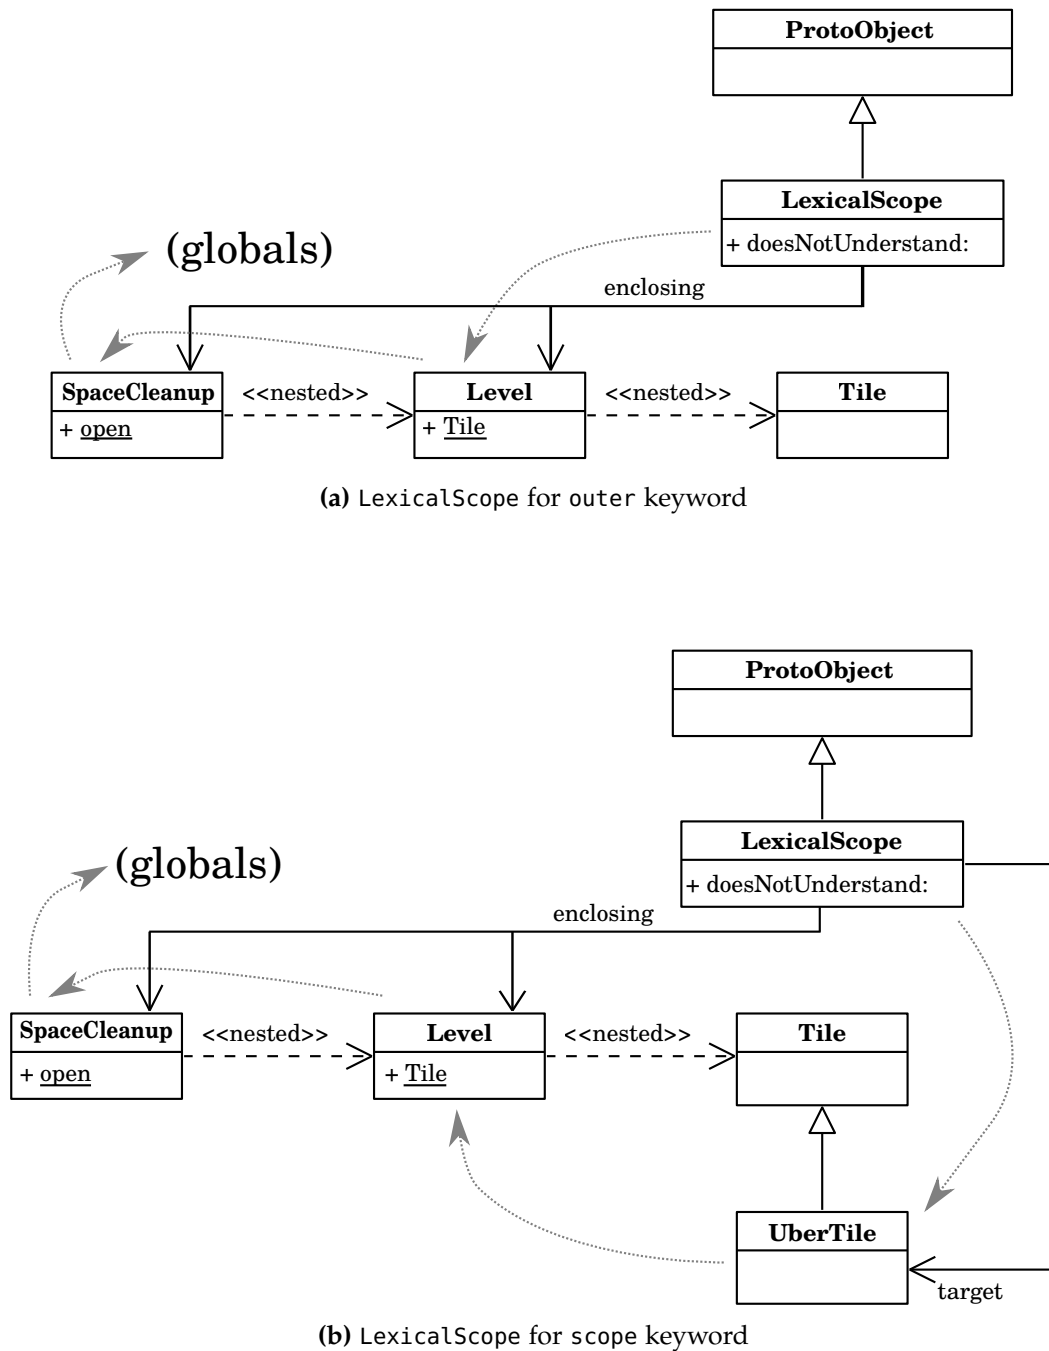 ProtoObject
LexicalScope
+ doesNotUnderstand:
(globals)
enclosing
SpaceCleanup <<nested>> Level <<nested>> Tile
+ open + Tile
(a) LexicalScope for outer keyword
ProtoObject
LexicalScope
+ doesNotUnderstand:
(globals)
enclosing
SpaceCleanup <<nested>> Level <<nested>> Tile
+ open + Tile
UberTile
target
(b) LexicalScope for scope keyword